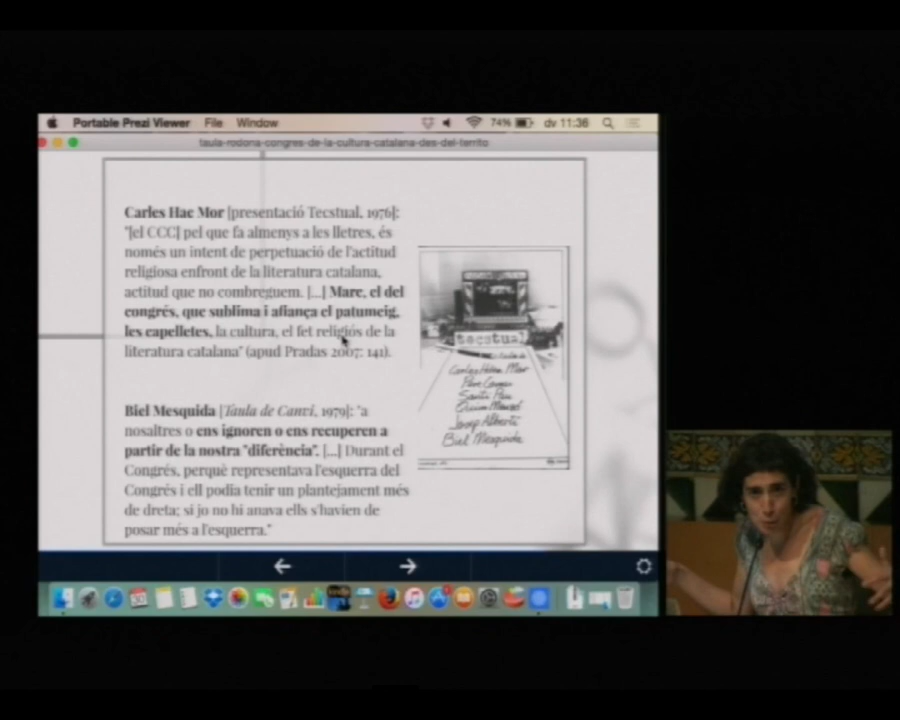 Portable Prezi Viewer File Window 74% dv 11:36
taula-rodona-congres-de-la-cultura-catalana-des-del-territo
Carles Hac Mor [presentació Tecstual, 1976]:
"[el CCC] pel que fa almenys a les lletres, és
només un intent de perpetuació de l'actitud
religiosa enfront de la literatura catalana,
actitud que no combreguem. [...] Marc, el del
congrés, que sublima i afiança el patumeig,
les capelletes, la cultura, el fet religiós de la
literatura catalana" (apud Pradas 2007: 141).
Biel Mesquida [Taula de Canvi, 1979]: "a
nosaltres o ens ignoren o ens recuperen a
partir de la nostra "diferència". [...] Durant el
Congrés, perquè representava l'esquerra del
Congrés i ell podia tenir un plantejament més
de dreta; si jo no hi anava ells s'havien de
posar més a l'esquerra."
tecstual
Carles Hac Mor
Santi Pau
Josep Albertí
Biel Mesquida